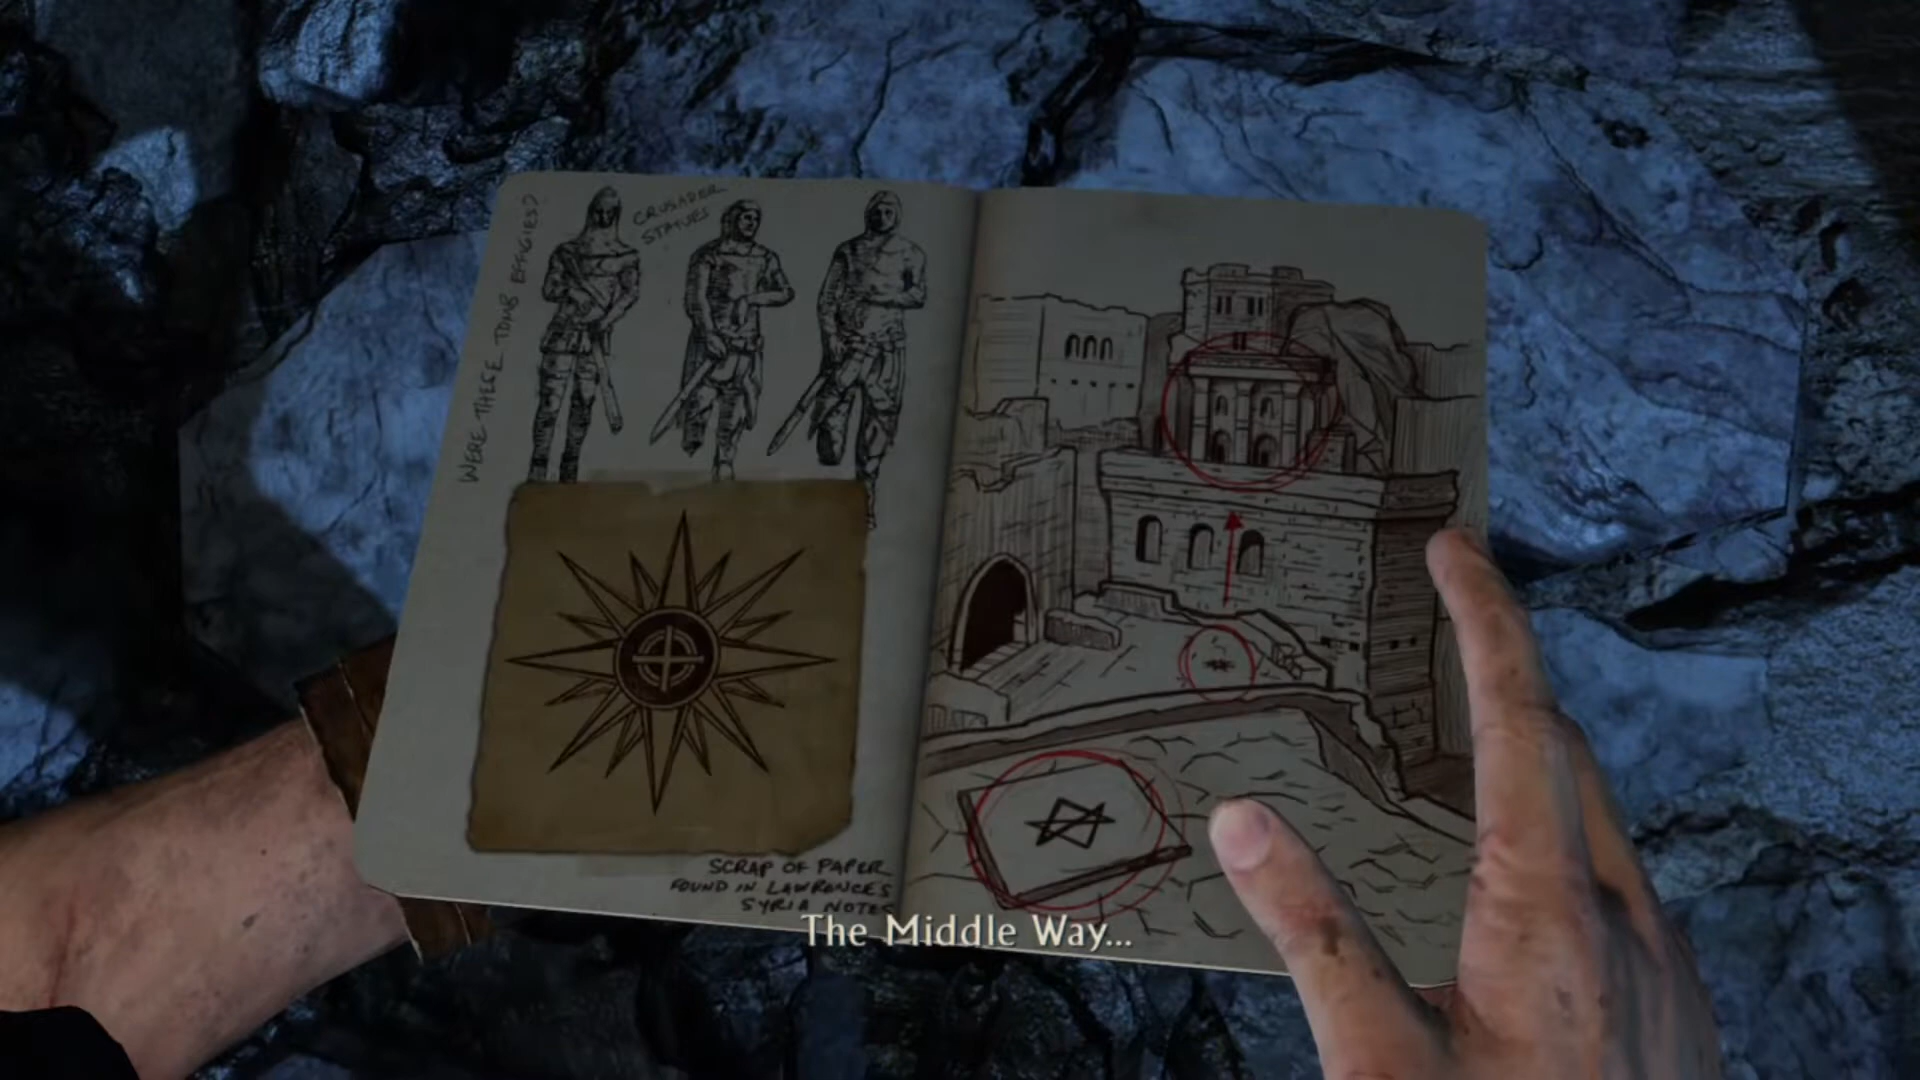 WERE THESE TOMB EFFIGIES?
CRUSADER
STATUES
SCRAP OF PAPER
FOUND IN LAWRENCE'S
SYRIA NOTES
The Middle Way...